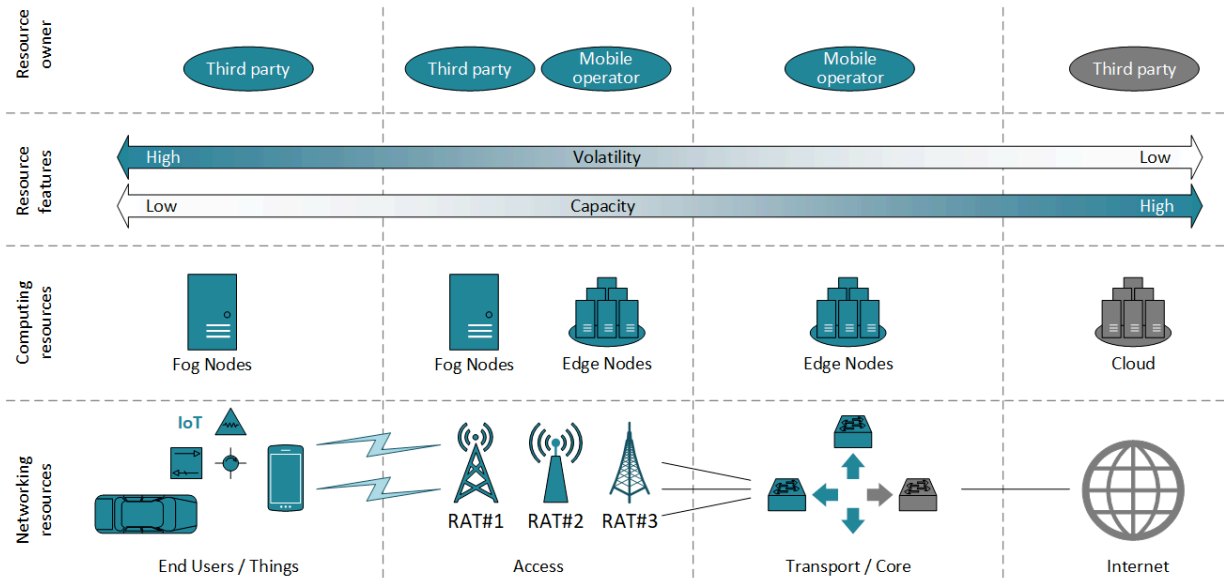 Resource
owner
Third party
Third party
Mobile
operator
Mobile
operator
Third party
Resource
features
High
Volatility
Low
Low
Capacity
High
Computing
resources
Fog Nodes
Fog Nodes
Edge Nodes
Edge Nodes
Cloud
Networking
resources
IoT
RAT#1
RAT#2
RAT#3
End Users / Things
Access
Transport / Core
Internet